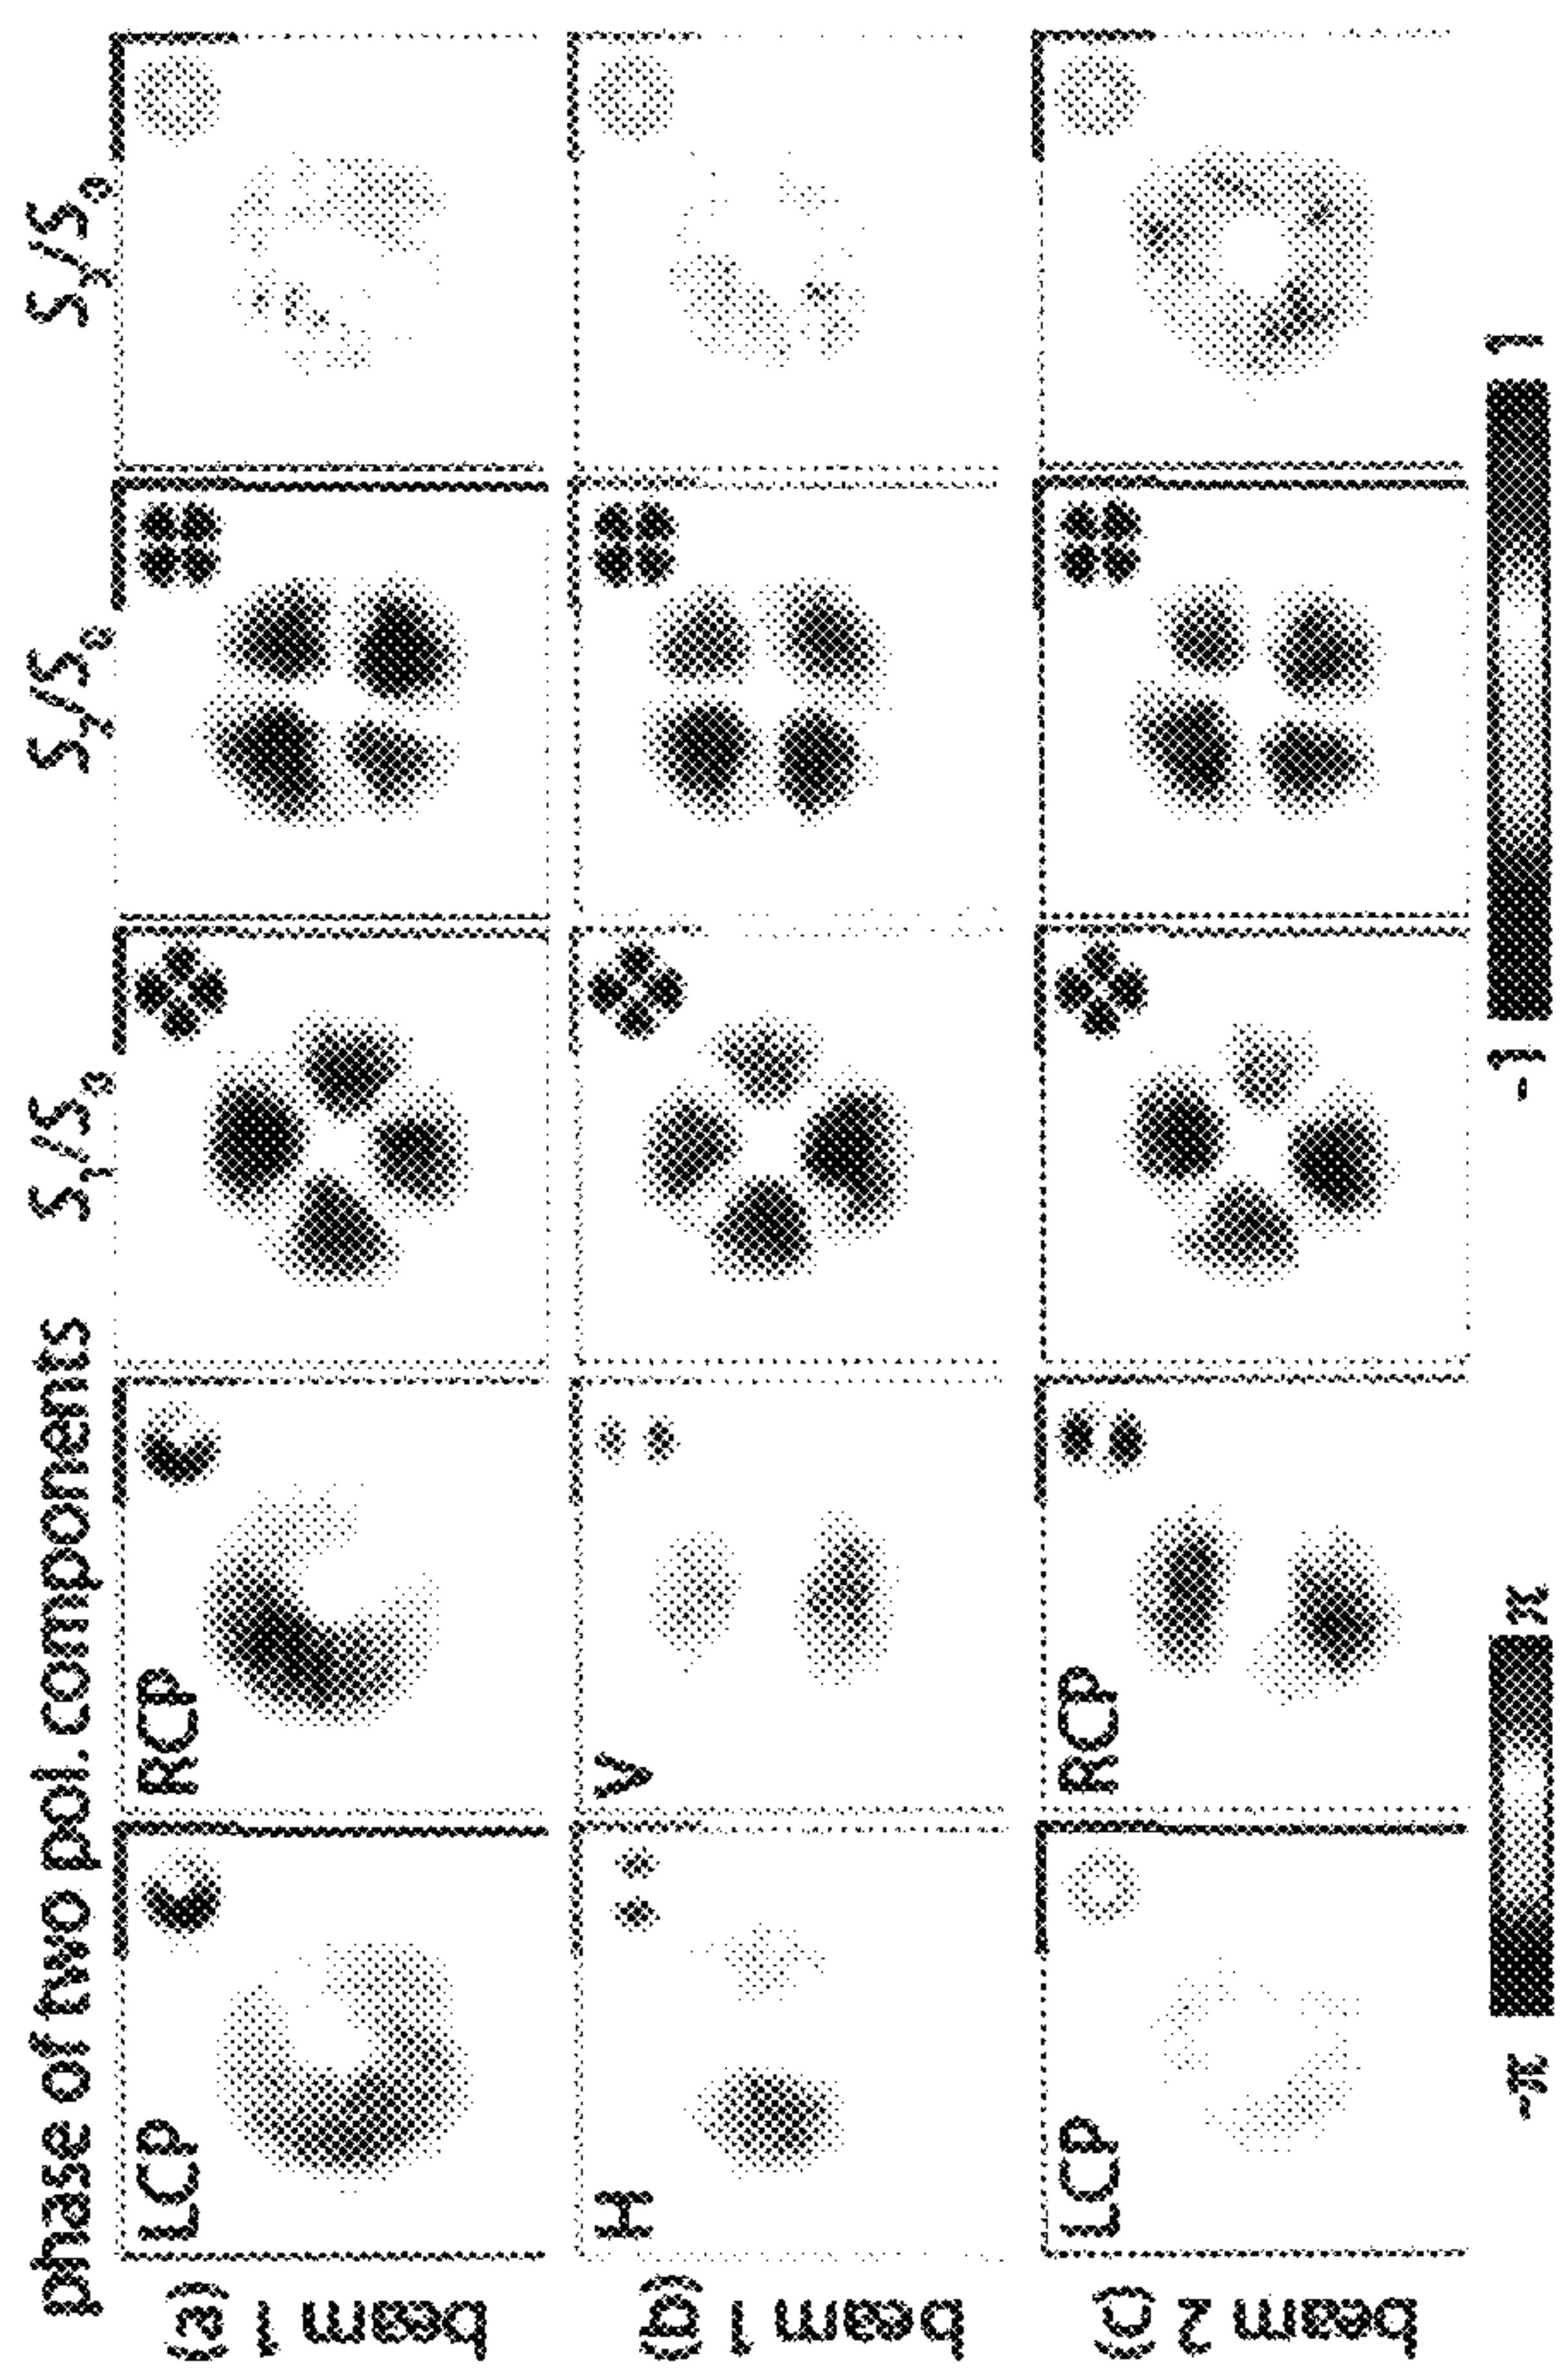 phase of two pol. components S₁/S₀ S₂/S₀ S₃/S₀
(a) beam 1
LCP
RCP
(b) beam 1
H
V
(c) beam 2
LCP
RCP
-π π
-1 1